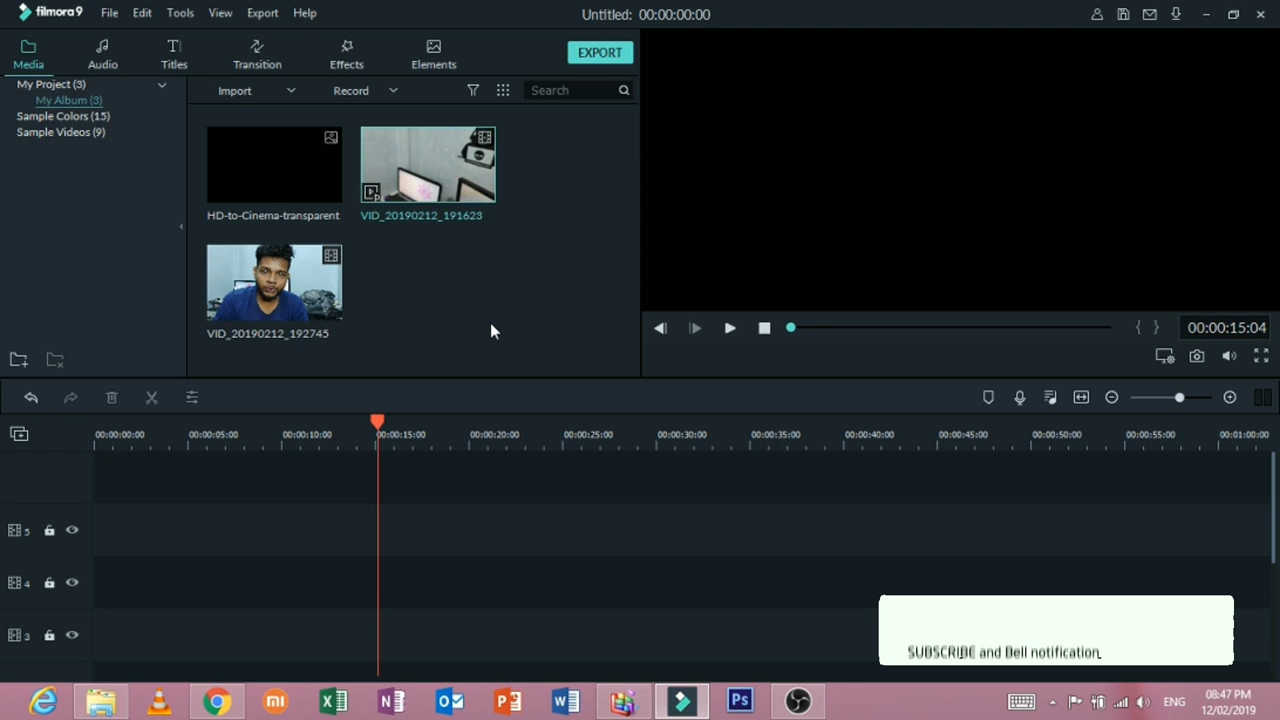 filmora9 File Edit Tools View Export Help Untitled: 00:00:00:00
Media Audio Titles Transition Effects Elements EXPORT
My Project (3)
My Album (3)
Sample Colors (15)
Sample Videos (9)
Import Record Search
HD-to-Cinema-transparent VID_20190212_191623
VID_20190212_192745
00:00:15:04
00:00:00:00 00:00:05:00 00:00:10:00 00:00:15:00 00:00:20:00 00:00:25:00 00:00:30:00 00:00:35:00 00:00:40:00 00:00:45:00 00:00:50:00 00:00:55:00 00:01:00:00
5
4
3
SUBSCRIBE and Bell notification
ENG 08:47 PM
12/02/2019